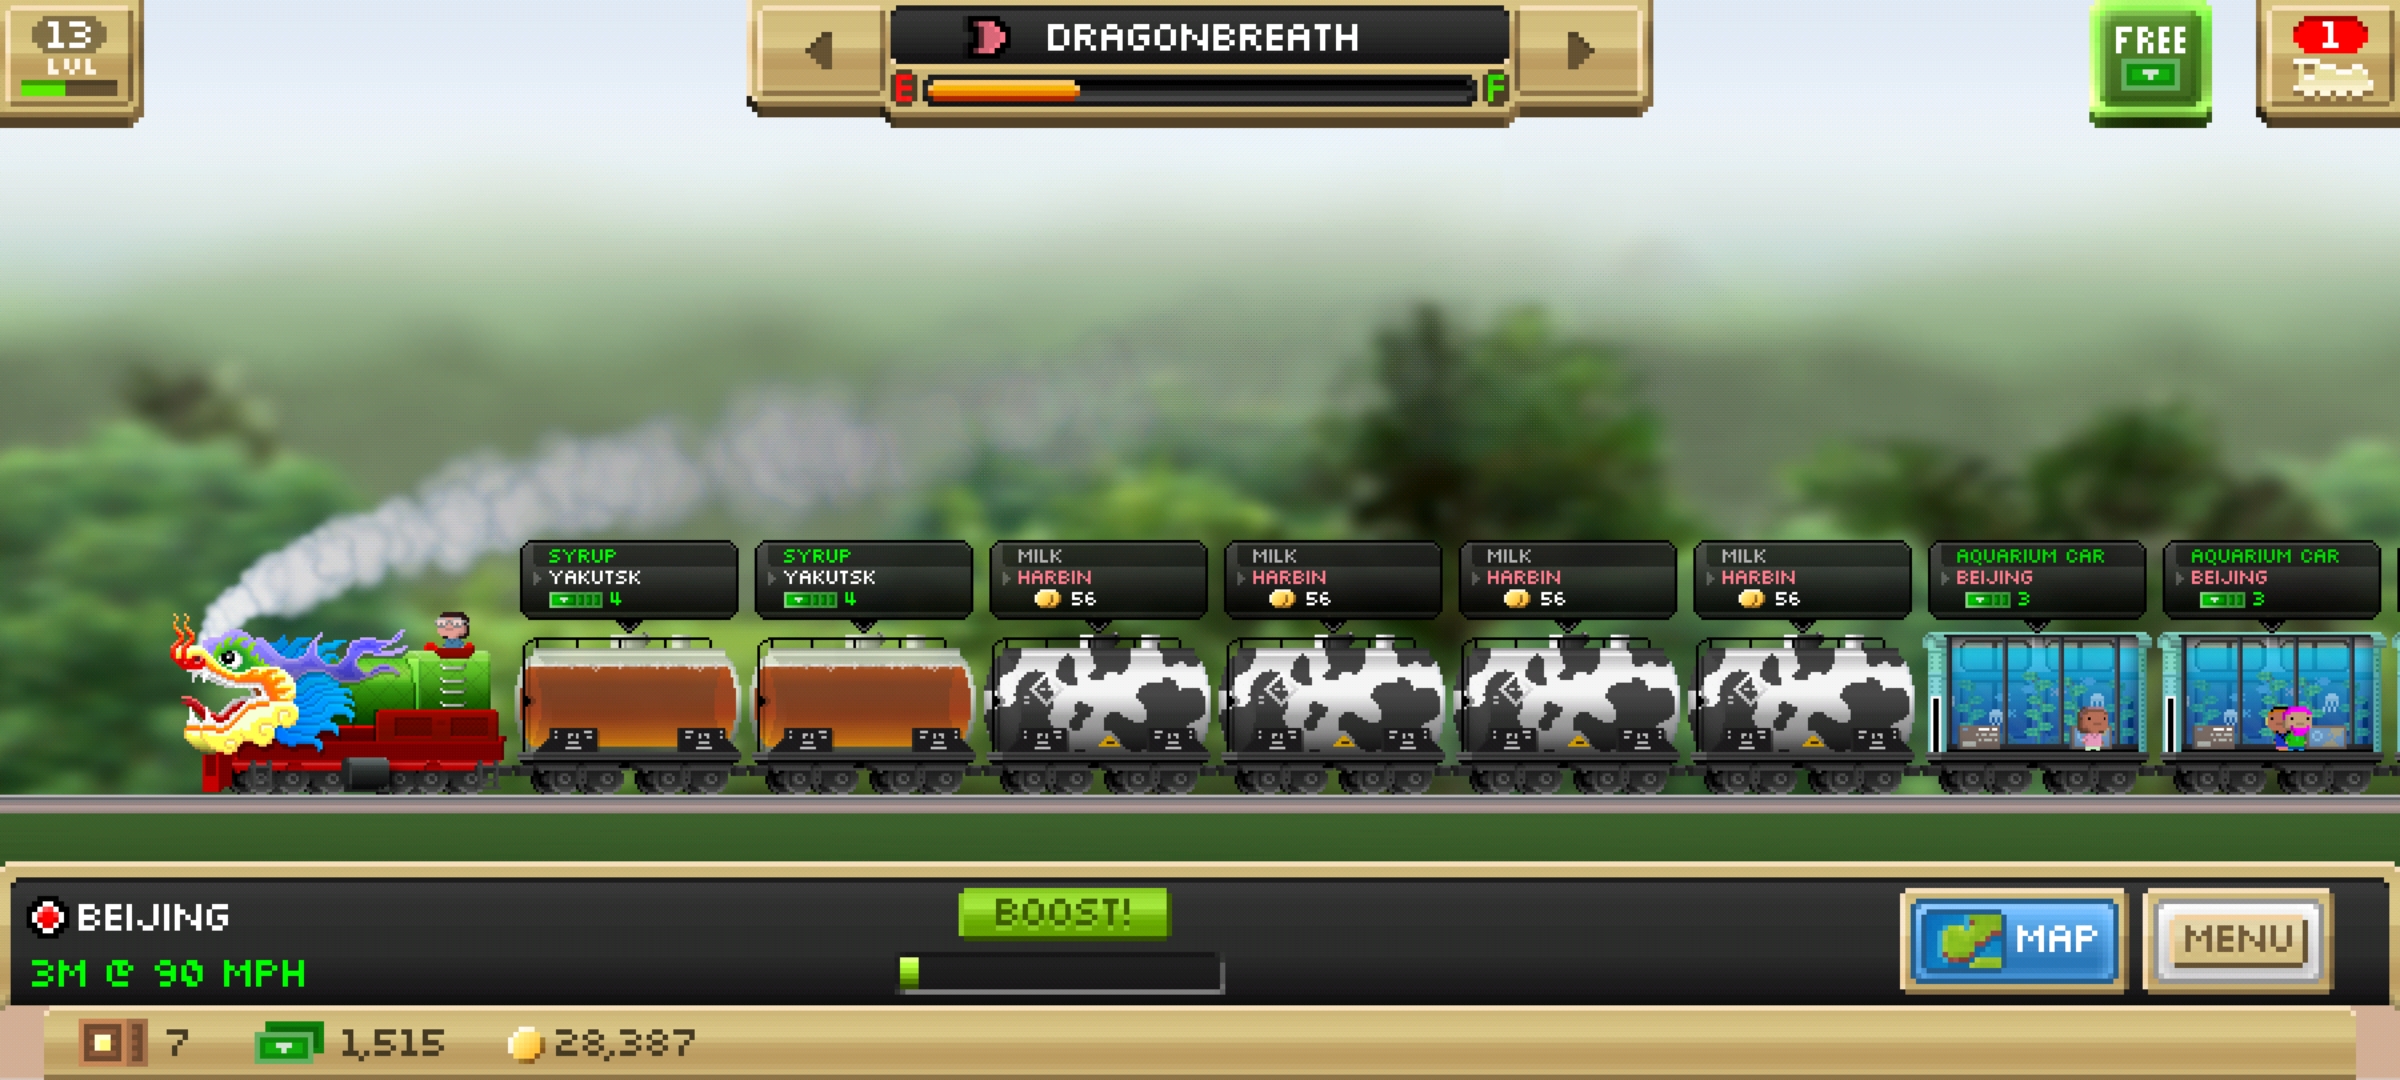 13
LVL
DRAGONBREATH
E F
FREE
1
SYRUP
YAKUTSK
4
SYRUP
YAKUTSK
4
MILK
HARBIN
56
MILK
HARBIN
56
MILK
HARBIN
56
MILK
HARBIN
56
AQUARIUM CAR
BEIJING
3
AQUARIUM CAR
BEIJING
3
BEIJING
3M @ 90 MPH
BOOST!
MAP
MENU
7 1,515 28,387